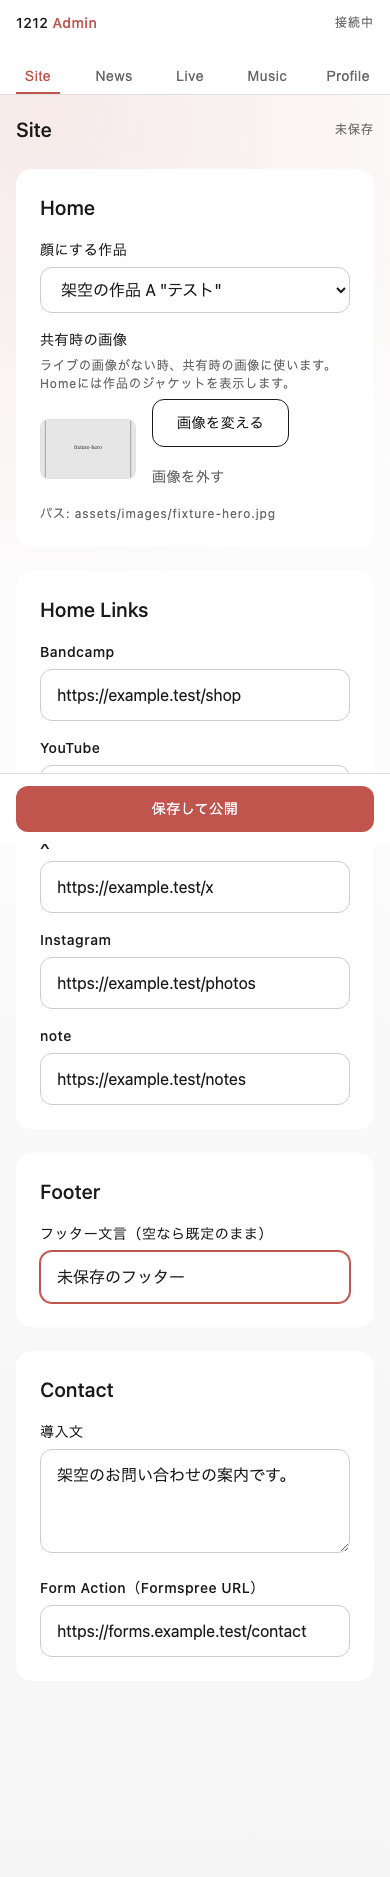 1212 Admin
接続中
Site
News
Live
Music
Profile
Site
未保存
Home
顔にする作品
架空の作品 A "テスト"
共有時の画像
ライブの画像がない時、共有時の画像に使います。
Homeには作品のジャケットを表示します。
fixture-hero
画像を変える
画像を外す
パス: assets/images/fixture-hero.jpg
Home Links
Bandcamp
https://example.test/shop
YouTube
保存して公開
X
https://example.test/x
Instagram
https://example.test/photos
note
https://example.test/notes
Footer
フッター文言（空なら既定のまま）
未保存のフッター
Contact
導入文
架空のお問い合わせの案内です。
Form Action（Formspree URL）
https://forms.example.test/contact